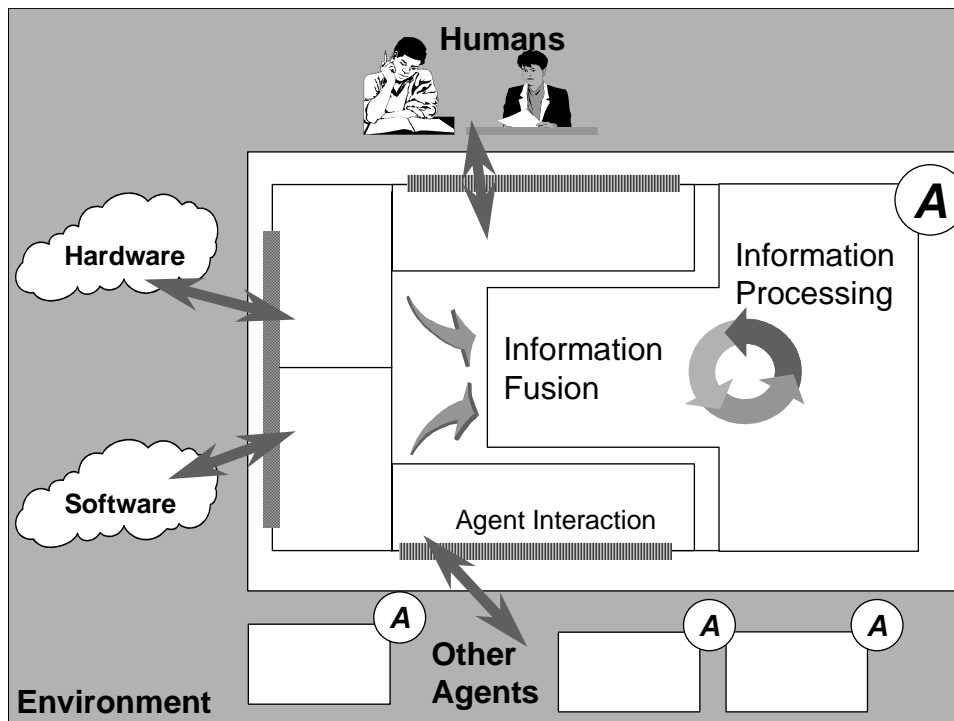 Humans
A
Hardware
Information
Processing
Information
Fusion
Software
Agent Interaction
A
A
A
Other
Agents
Environment